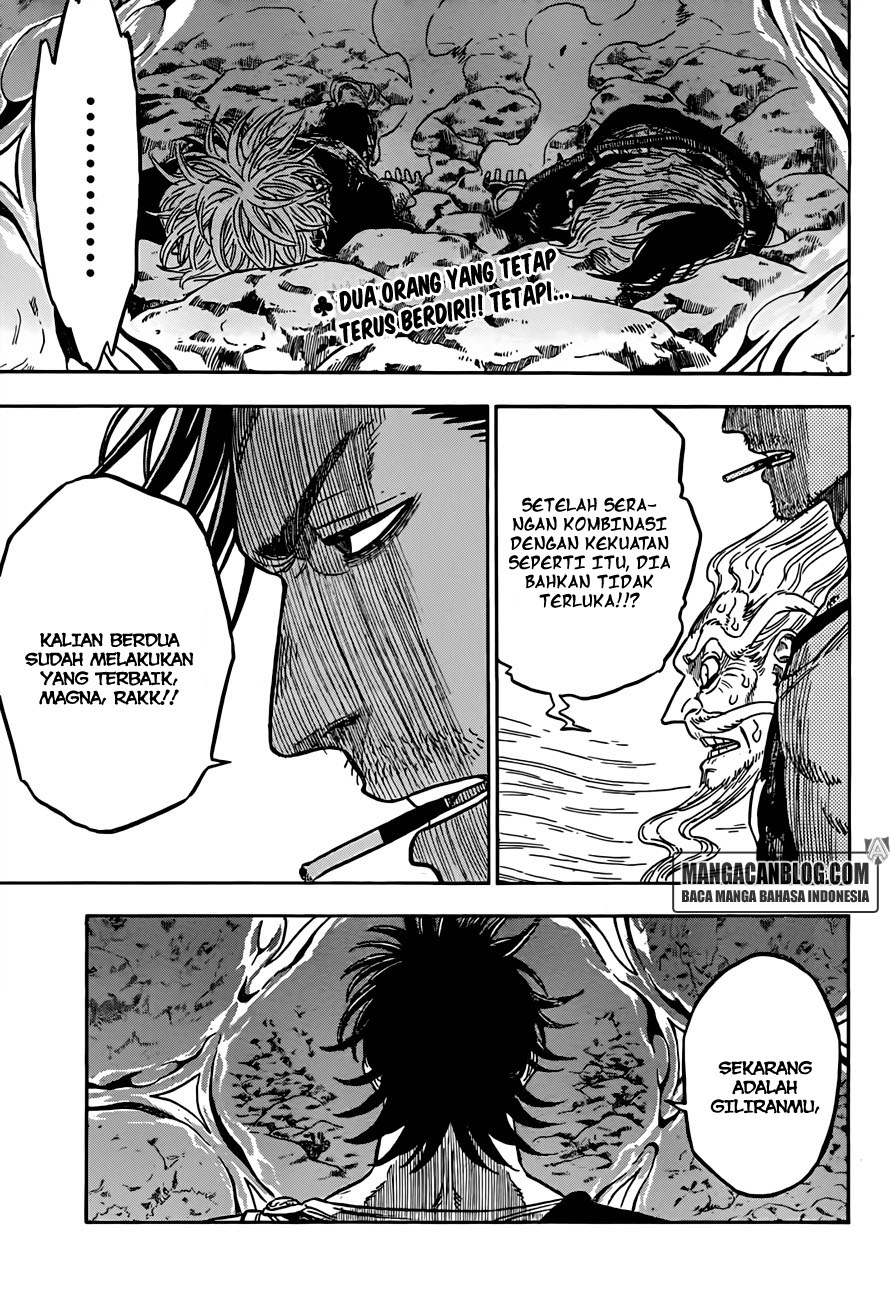 .........
♣ DUA ORANG YANG TETAP
TERUS BERDIRI!! TETAPI...
SETELAH SERA-
NGAN KOMBINASI
DENGAN KEKUATAN
SEPERTI ITU, DIA
BAHKAN TIDAK
TERLUKA!!?
KALIAN BERDUA
SUDAH MELAKUKAN
YANG TERBAIK,
MAGNA, RAKK!!
MANGACANBLOG.COM
BACA MANGA BAHASA INDONESIA
SEKARANG
ADALAH
GILIRANMU,